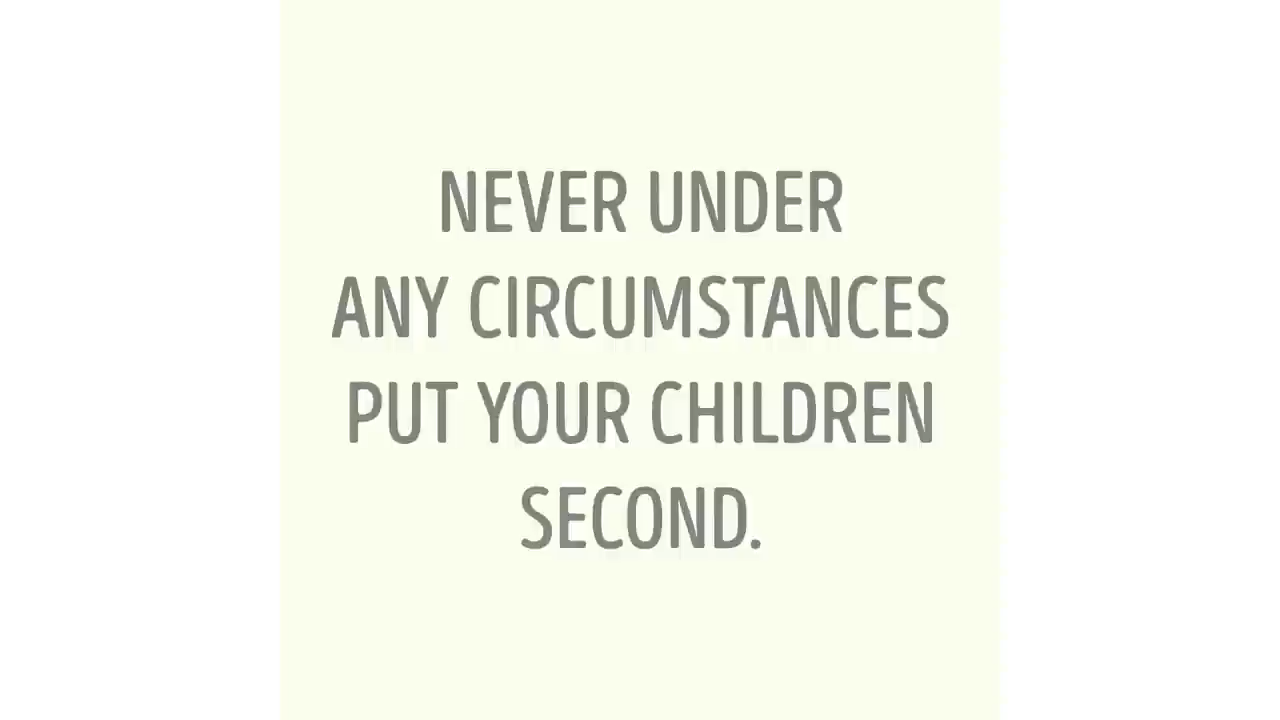 NEVER UNDER
ANY CIRCUMSTANCES
PUT YOUR CHILDREN
SECOND.